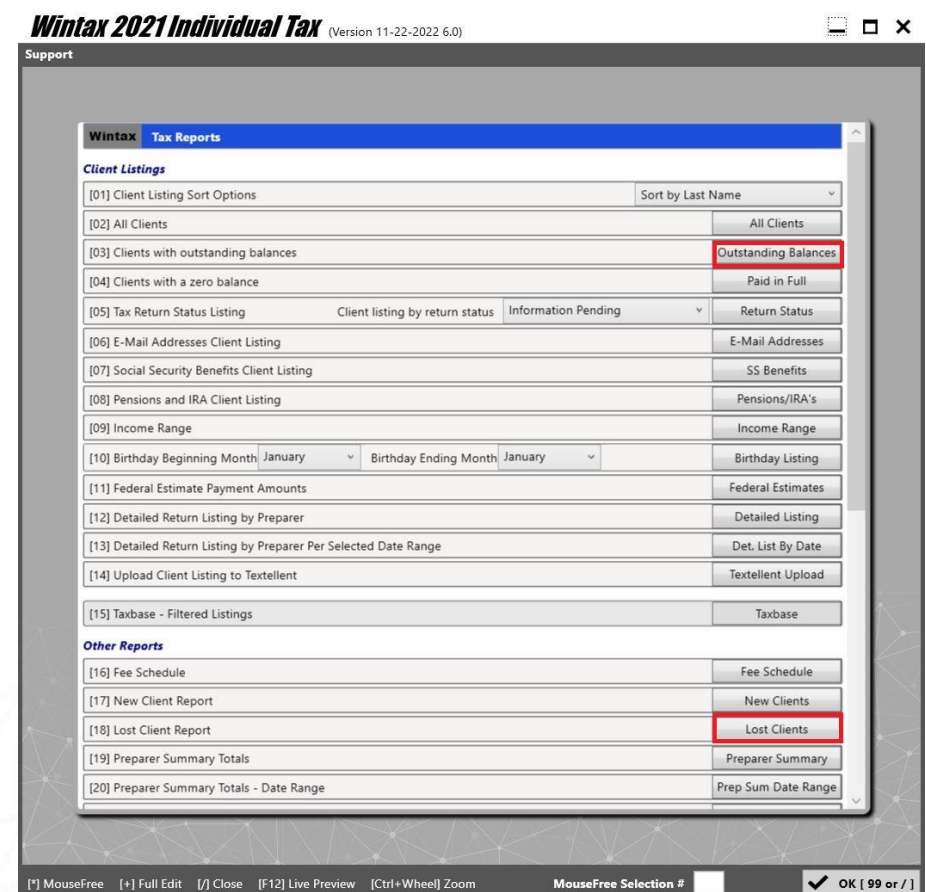 Wintax 2021 Individual Tax (Version 11-22-2022 6.0)
Support
Wintax Tax Reports
Client Listings
[01] Client Listing Sort Options Sort by Last Name
[02] All Clients All Clients
[03] Clients with outstanding balances Outstanding Balances
[04] Clients with a zero balance Paid in Full
[05] Tax Return Status Listing Client listing by return status Information Pending Return Status
[06] E-Mail Addresses Client Listing E-Mail Addresses
[07] Social Security Benefits Client Listing SS Benefits
[08] Pensions and IRA Client Listing Pensions/IRA's
[09] Income Range Income Range
[10] Birthday Beginning Month January Birthday Ending Month January Birthday Listing
[11] Federal Estimate Payment Amounts Federal Estimates
[12] Detailed Return Listing by Preparer Detailed Listing
[13] Detailed Return Listing by Preparer Per Selected Date Range Det. List By Date
[14] Upload Client Listing to Textellent Textellent Upload
[15] Taxbase - Filtered Listings Taxbase
Other Reports
[16] Fee Schedule Fee Schedule
[17] New Client Report New Clients
[18] Lost Client Report Lost Clients
[19] Preparer Summary Totals Preparer Summary
[20] Preparer Summary Totals - Date Range Prep Sum Date Range
[*] MouseFree [+] Full Edit [/] Close [F12] Live Preview [Ctrl+Wheel] Zoom MouseFree Selection # OK [ 99 or / ]